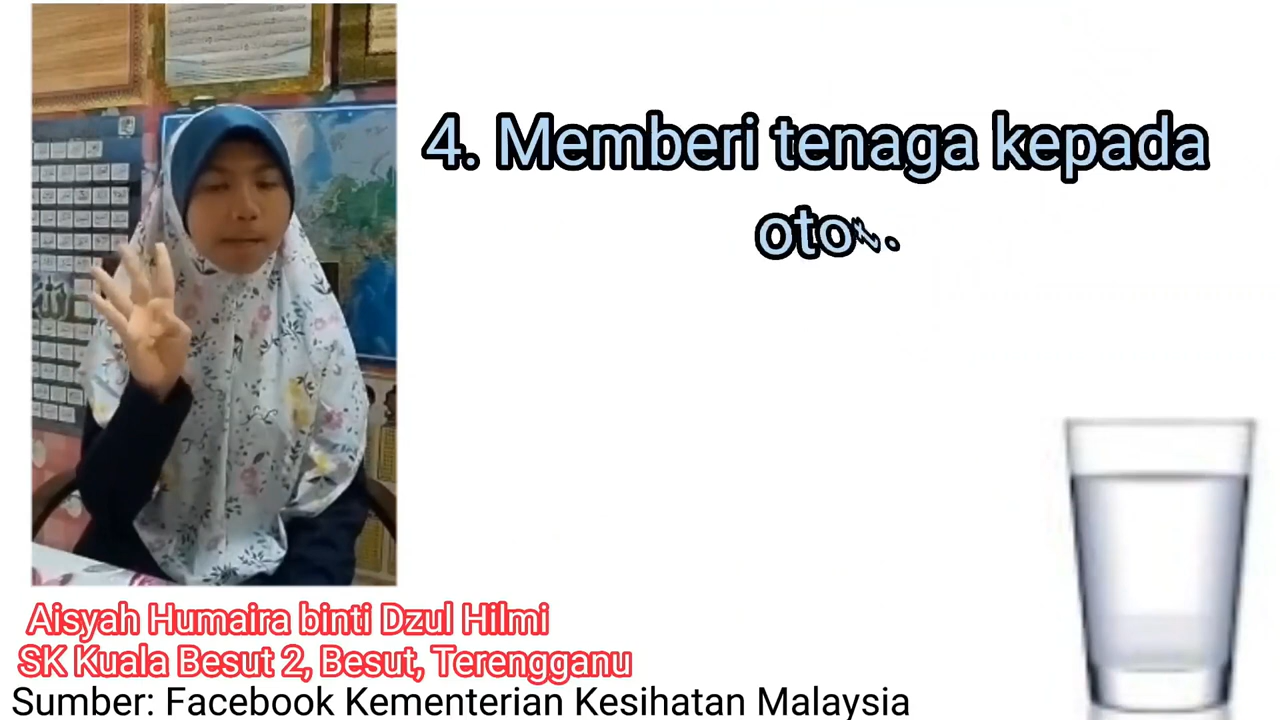 4. Memberi tenaga kepada
otot.
Aisyah Humaira binti Dzul Hilmi
SK Kuala Besut 2, Besut, Terengganu
Sumber: Facebook Kementerian Kesihatan Malaysia